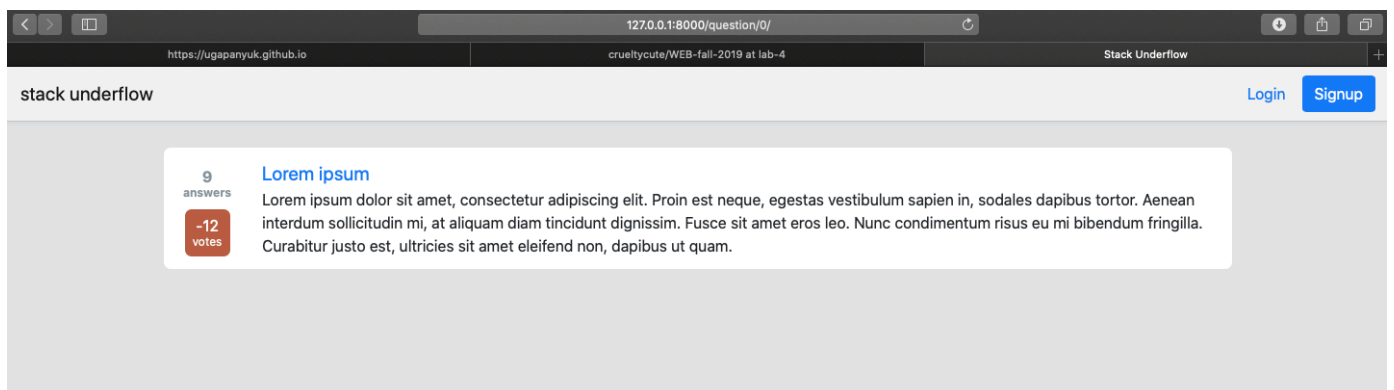 127.0.0.1:8000/question/0/
https://ugapanyuk.github.io
crueltycute/WEB-fall-2019 at lab-4
Stack Underflow
stack underflow
Login
Signup
9
answers
-12
votes
Lorem ipsum
Lorem ipsum dolor sit amet, consectetur adipiscing elit. Proin est neque, egestas vestibulum sapien in, sodales dapibus tortor. Aenean
interdum sollicitudin mi, at aliquam diam tincidunt dignissim. Fusce sit amet eros leo. Nunc condimentum risus eu mi bibendum fringilla.
Curabitur justo est, ultricies sit amet eleifend non, dapibus ut quam.